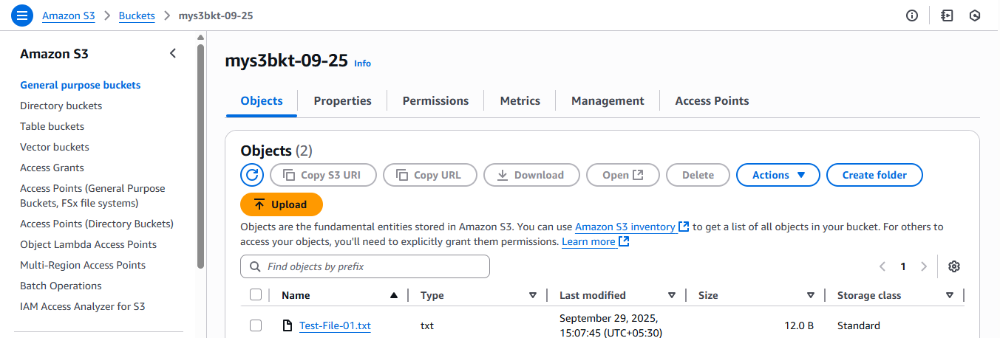 Amazon S3 > Buckets > mys3bkt-09-25
Amazon S3
General purpose buckets
Directory buckets
Table buckets
Vector buckets
Access Grants
Access Points (General Purpose
Buckets, FSx file systems)
Access Points (Directory Buckets)
Object Lambda Access Points
Multi-Region Access Points
Batch Operations
IAM Access Analyzer for S3
mys3bkt-09-25 Info
Objects Properties Permissions Metrics Management Access Points
Objects (2)
Copy S3 URI Copy URL Download Open Delete Actions Create folder
Upload
Objects are the fundamental entities stored in Amazon S3. You can use Amazon S3 inventory to get a list of all objects in your bucket. For others to
access your objects, you'll need to explicitly grant them permissions. Learn more
Find objects by prefix 1
Name Type Last modified Size Storage class
Test-File-01.txt txt September 29, 2025, 12.0 B Standard
15:07:45 (UTC+05:30)